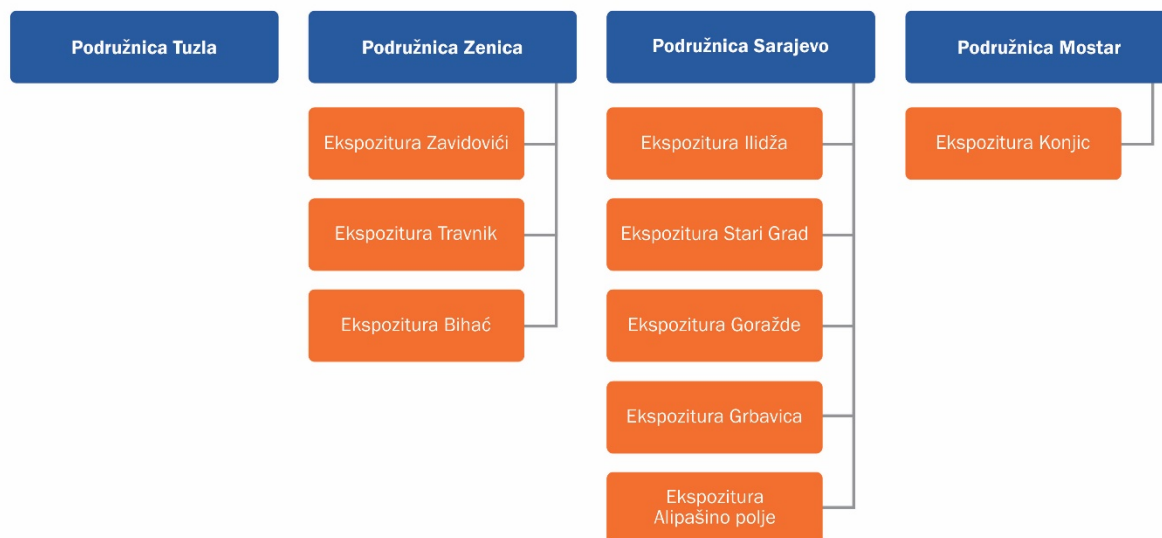 Podružnica Tuzla
Podružnica Zenica
Ekspozitura Zavidovići
Ekspozitura Travnik
Ekspozitura Bihać
Podružnica Sarajevo
Ekspozitura Ilidža
Ekspozitura Stari Grad
Ekspozitura Goražde
Ekspozitura Grbavica
Ekspozitura
Alipašino polje
Podružnica Mostar
Ekspozitura Konjic